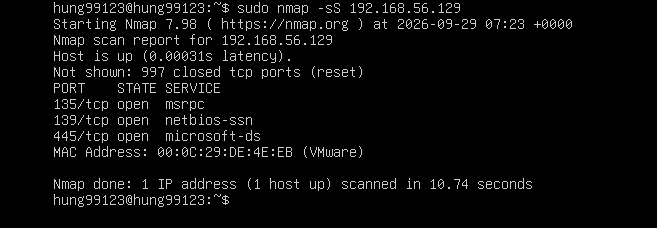 hung99123@hung99123:~$ sudo nmap -sS 192.168.56.129
Starting Nmap 7.98 ( https://nmap.org ) at 2026-09-29 07:23 +0000
Nmap scan report for 192.168.56.129
Host is up (0.00031s latency).
Not shown: 997 closed tcp ports (reset)
PORT    STATE SERVICE
135/tcp open  msrpc
139/tcp open  netbios-ssn
445/tcp open  microsoft-ds
MAC Address: 00:0C:29:DE:4E:EB (VMware)
Nmap done: 1 IP address (1 host up) scanned in 10.74 seconds
hung99123@hung99123:~$